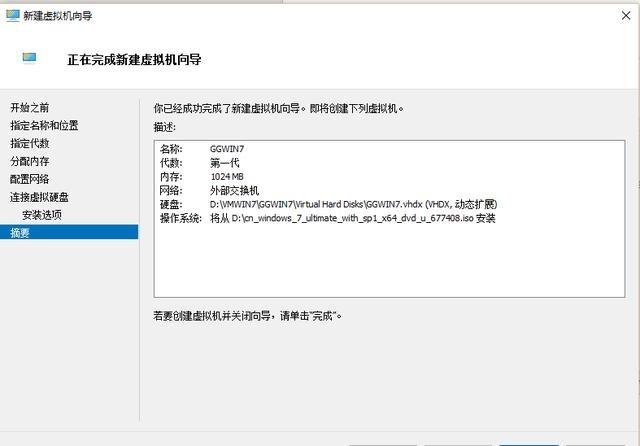 新建虚拟机向导
正在完成新建虚拟机向导
开始之前
指定名称和位置
指定代数
分配内存
配置网络
连接虚拟硬盘
安装选项
摘要
你已经成功完成了新建虚拟机向导。即将创建下列虚拟机。
描述:
名称: GGWIN7
代数: 第一代
内存: 1024 MB
网络: 外部交换机
硬盘: D:\VMWIN7\GGWIN7\Virtual Hard Disks\GGWIN7.vhdx (VHDX, 动态扩展)
操作系统: 将从 D:\cn_windows_7_ultimate_with_sp1_x64_dvd_u_677408.iso 安装
若要创建虚拟机并关闭向导，请单击"完成"。